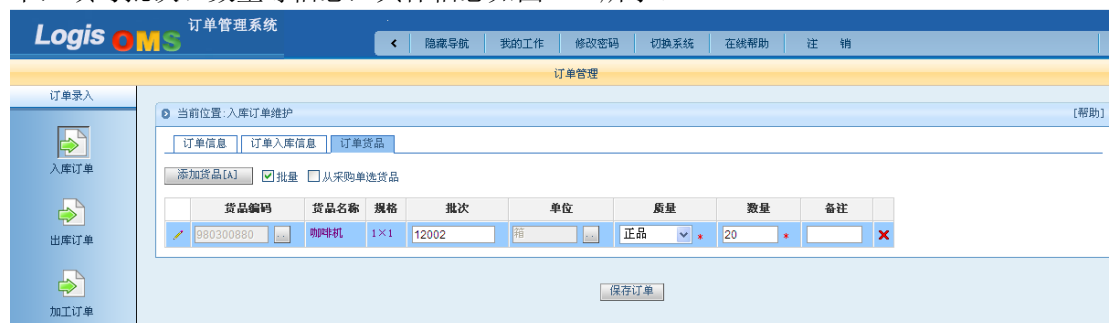 Logis OMS 订单管理系统
隐藏导航 我的工作 修改密码 切换系统 在线帮助 注 销
订单管理
订单录入
当前位置:入库订单维护 [帮助]
订单信息 订单入库信息 订单货品
添加货品[A] 批量 从采购单选货品
入库订单
货品编码 货品名称 规格 批次 单位 质量 数量 备注
980300880 .. 咖啡机 1×1 12002 箱 .. 正品 * 20 *
出库订单
保存订单
加工订单